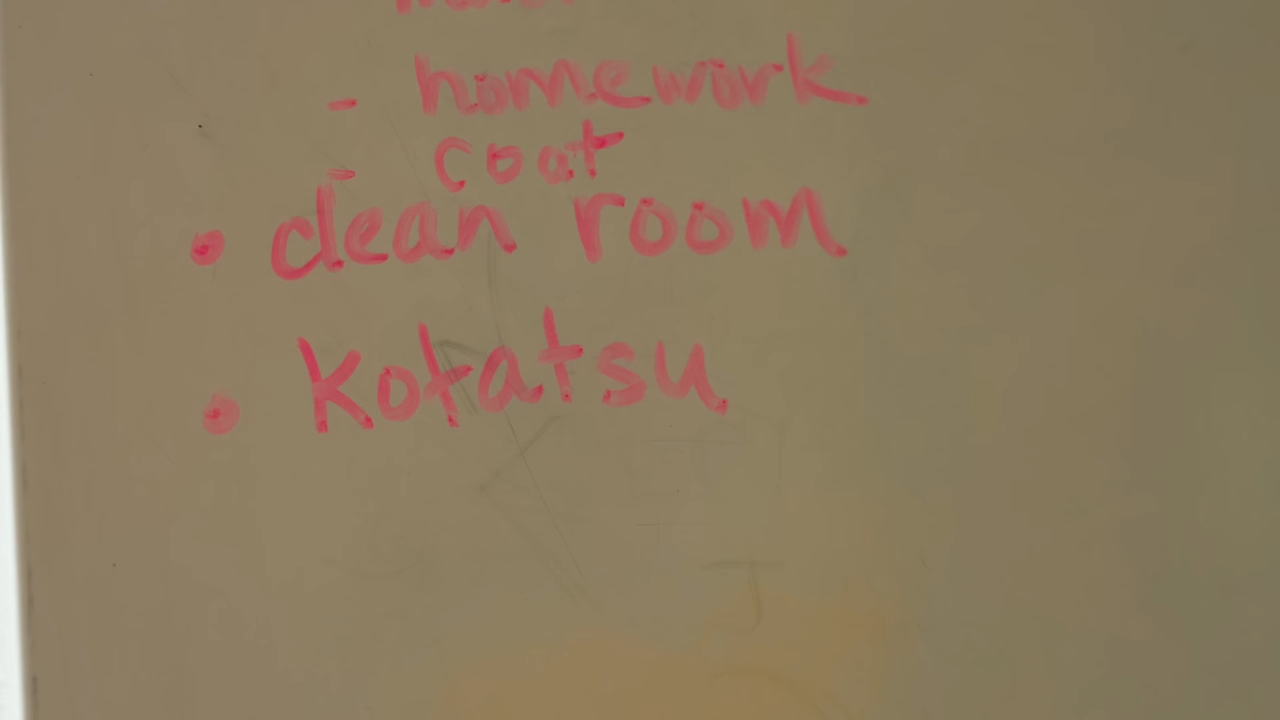 - homework
- coat
• clean room
• Kotatsu